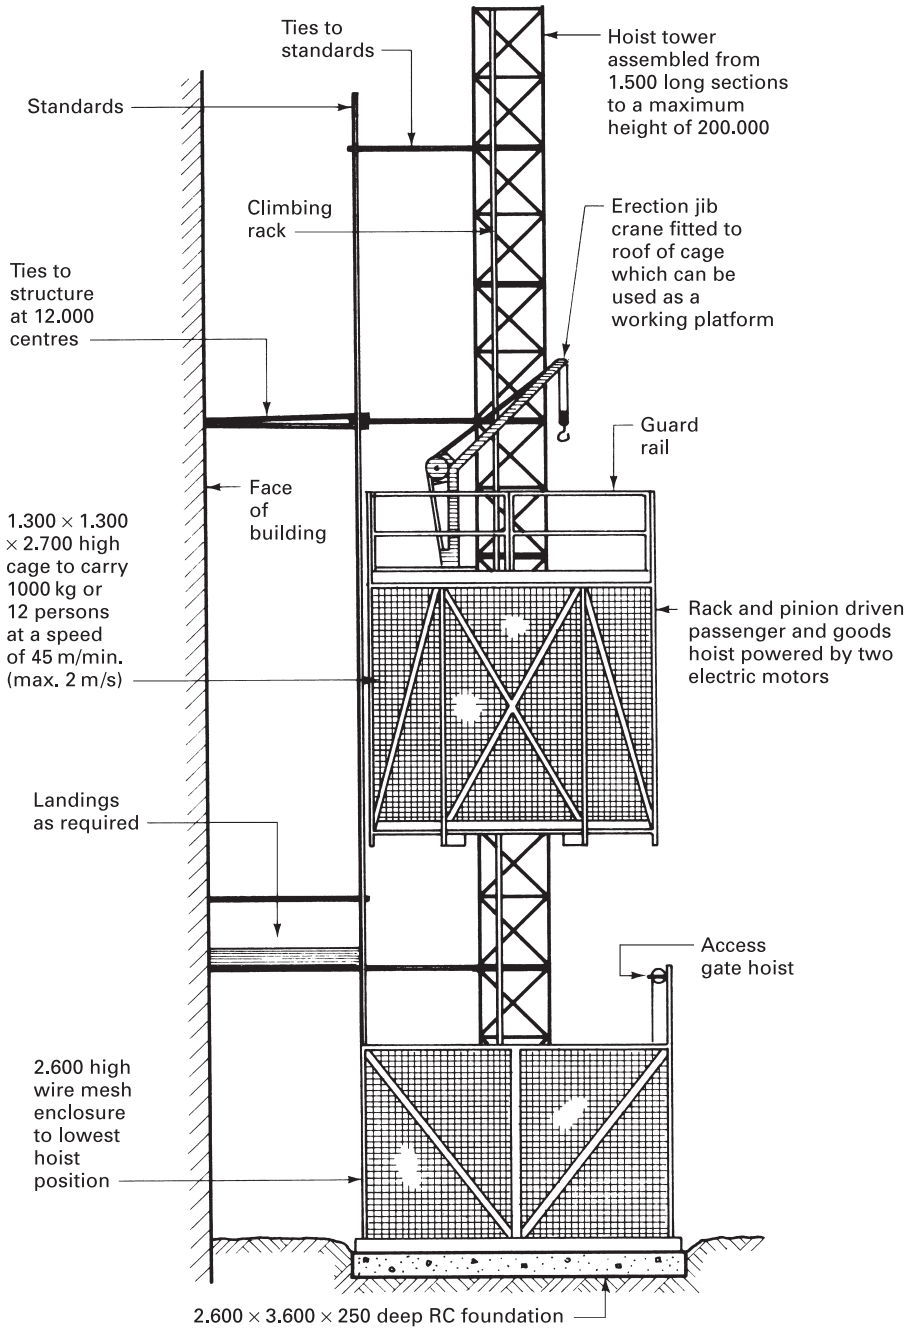 Ties to
standards
Hoist tower
assembled from
1.500 long sections
to a maximum
height of 200.000
Standards
Climbing
rack
Erection jib
crane fitted to
roof of cage
which can be
used as a
working platform
Ties to
structure
at 12.000
centres
Guard
rail
Face
of
building
1.300 × 1.300
× 2.700 high
cage to carry
1000 kg or
12 persons
at a speed
of 45 m/min.
(max. 2 m/s)
Rack and pinion driven
passenger and goods
hoist powered by two
electric motors
Landings
as required
Access
gate hoist
2.600 high
wire mesh
enclosure
to lowest
hoist
position
2.600 × 3.600 × 250 deep RC foundation